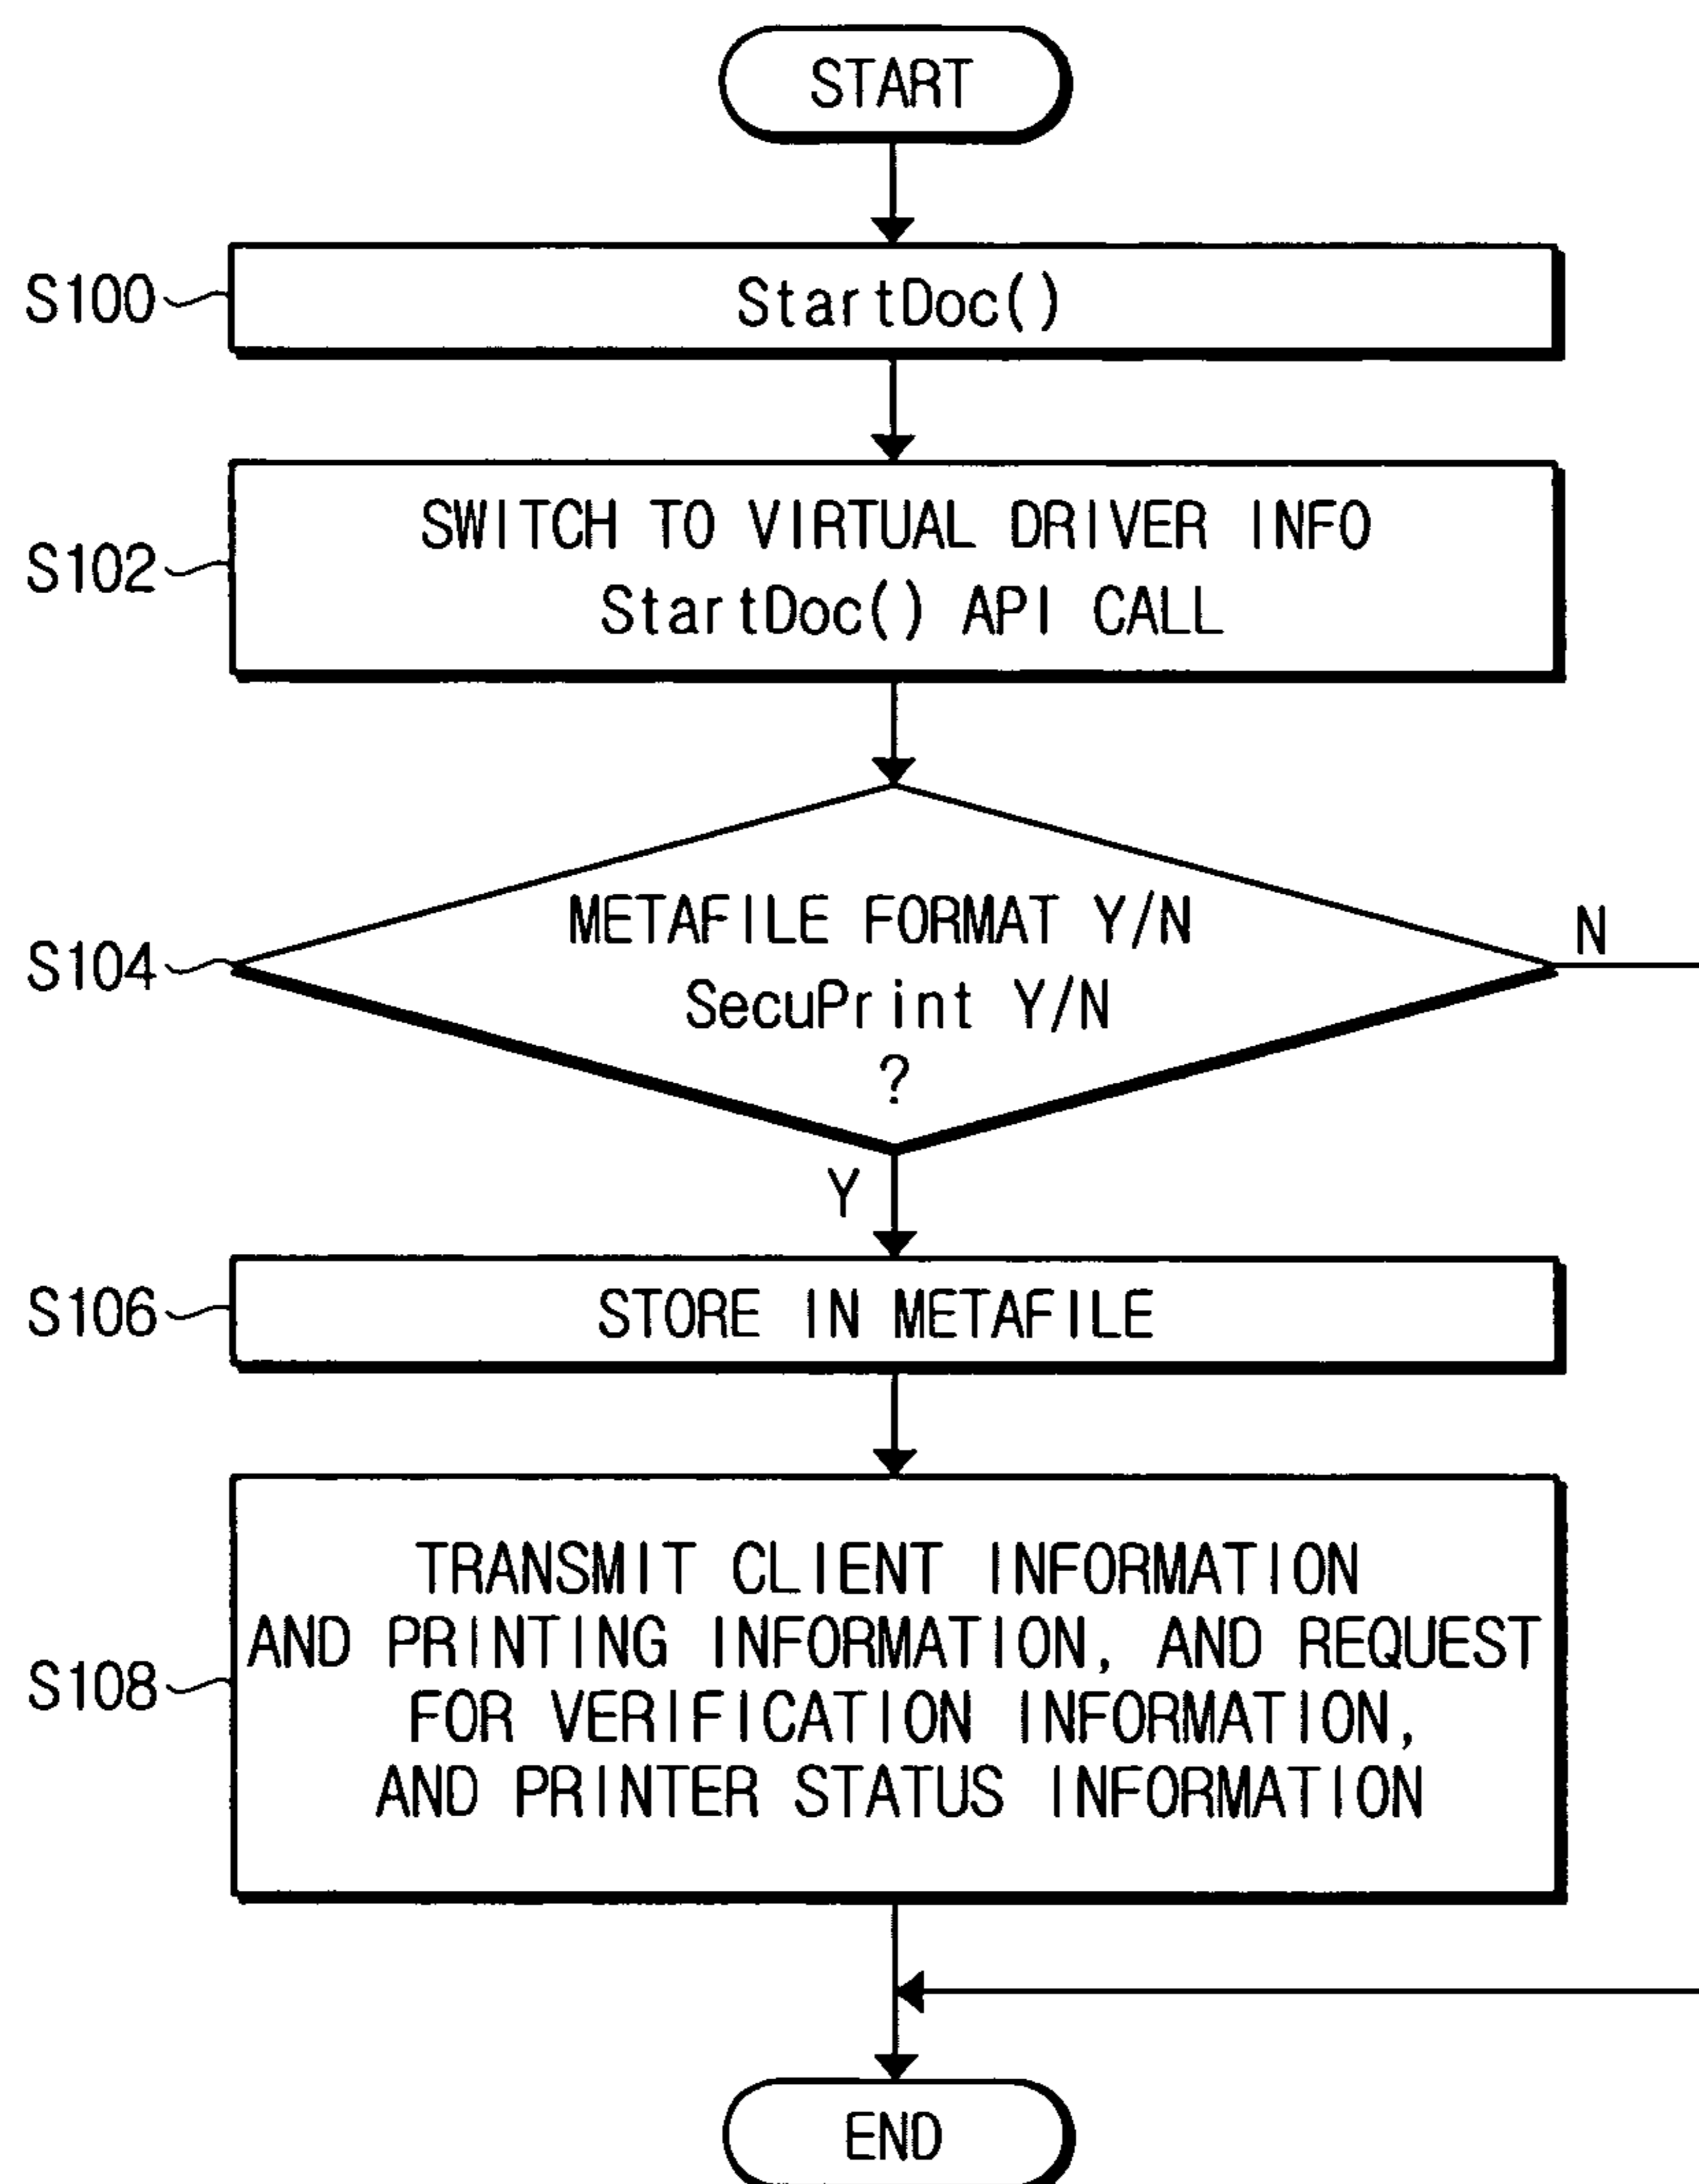 START
S100
StartDoc()
S102
SWITCH TO VIRTUAL DRIVER INFO
StartDoc() API CALL
S104
METAFILE FORMAT Y/N
SecuPrint Y/N
?
N
Y
S106
STORE IN METAFILE
S108
TRANSMIT CLIENT INFORMATION
AND PRINTING INFORMATION, AND REQUEST
FOR VERIFICATION INFORMATION,
AND PRINTER STATUS INFORMATION
END